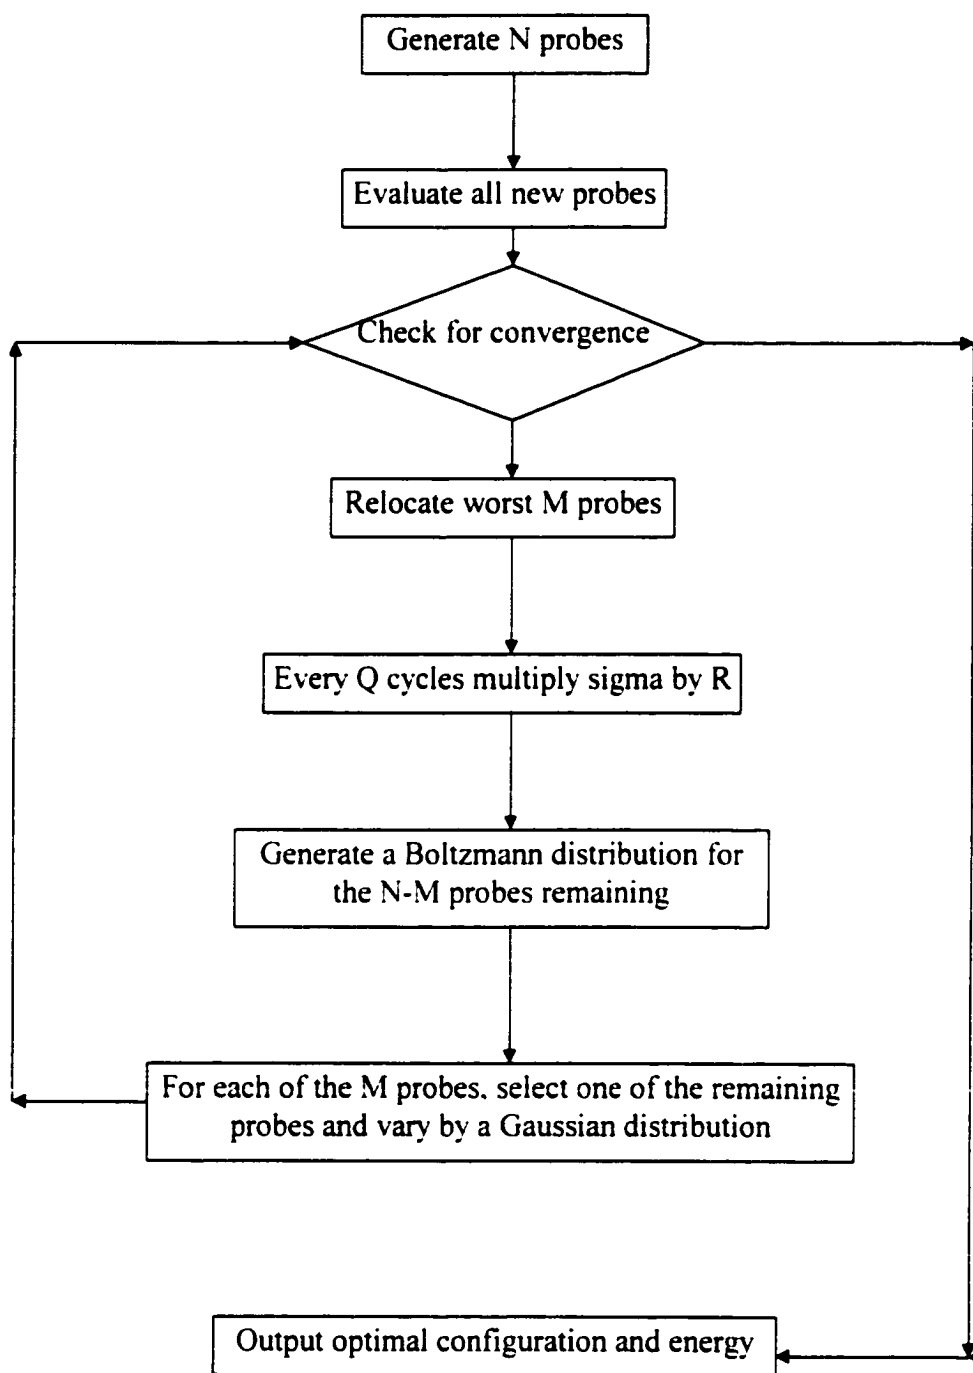 Generate N probes
Evaluate all new probes
Check for convergence
Relocate worst M probes
Every Q cycles multiply sigma by R
Generate a Boltzmann distribution for
the N-M probes remaining
For each of the M probes, select one of the remaining
probes and vary by a Gaussian distribution
Output optimal configuration and energy